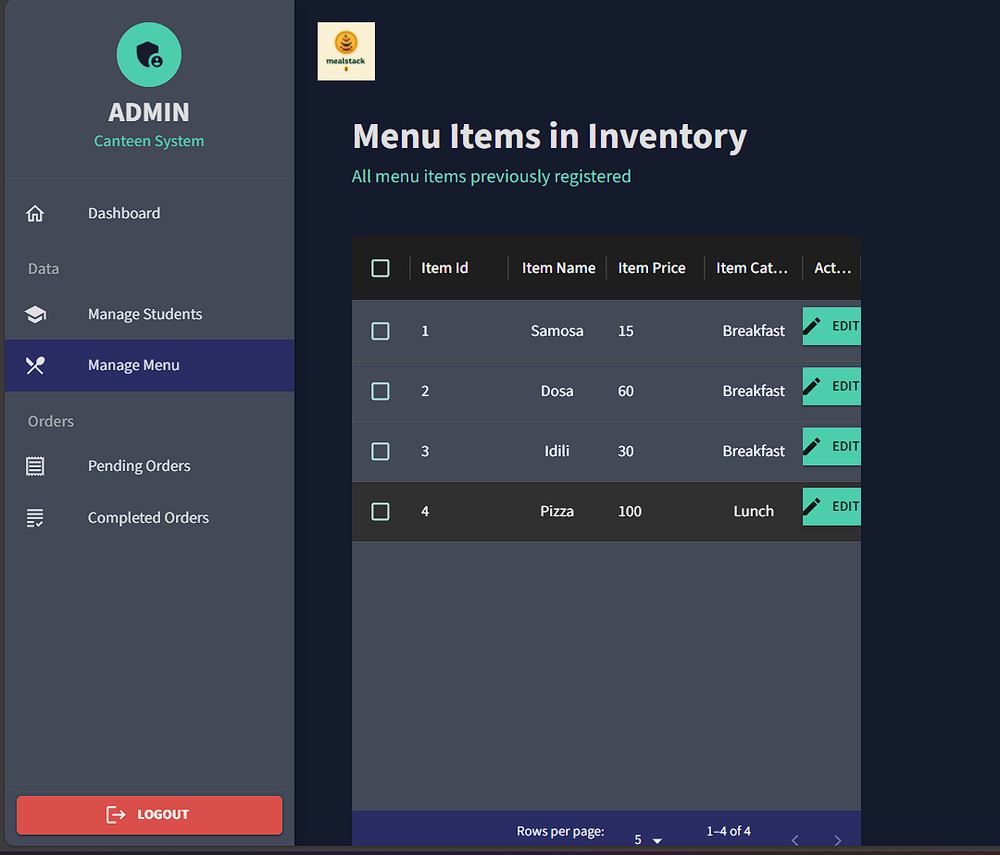 ADMIN
Canteen System
Dashboard
Data
Manage Students
Manage Menu
Orders
Pending Orders
Completed Orders
LOGOUT
mealstack
Menu Items in Inventory
All menu items previously registered
Item Id Item Name Item Price Item Cat... Act...
1 Samosa 15 Breakfast EDIT
2 Dosa 60 Breakfast EDIT
3 Idili 30 Breakfast EDIT
4 Pizza 100 Lunch EDIT
Rows per page: 5 1–4 of 4